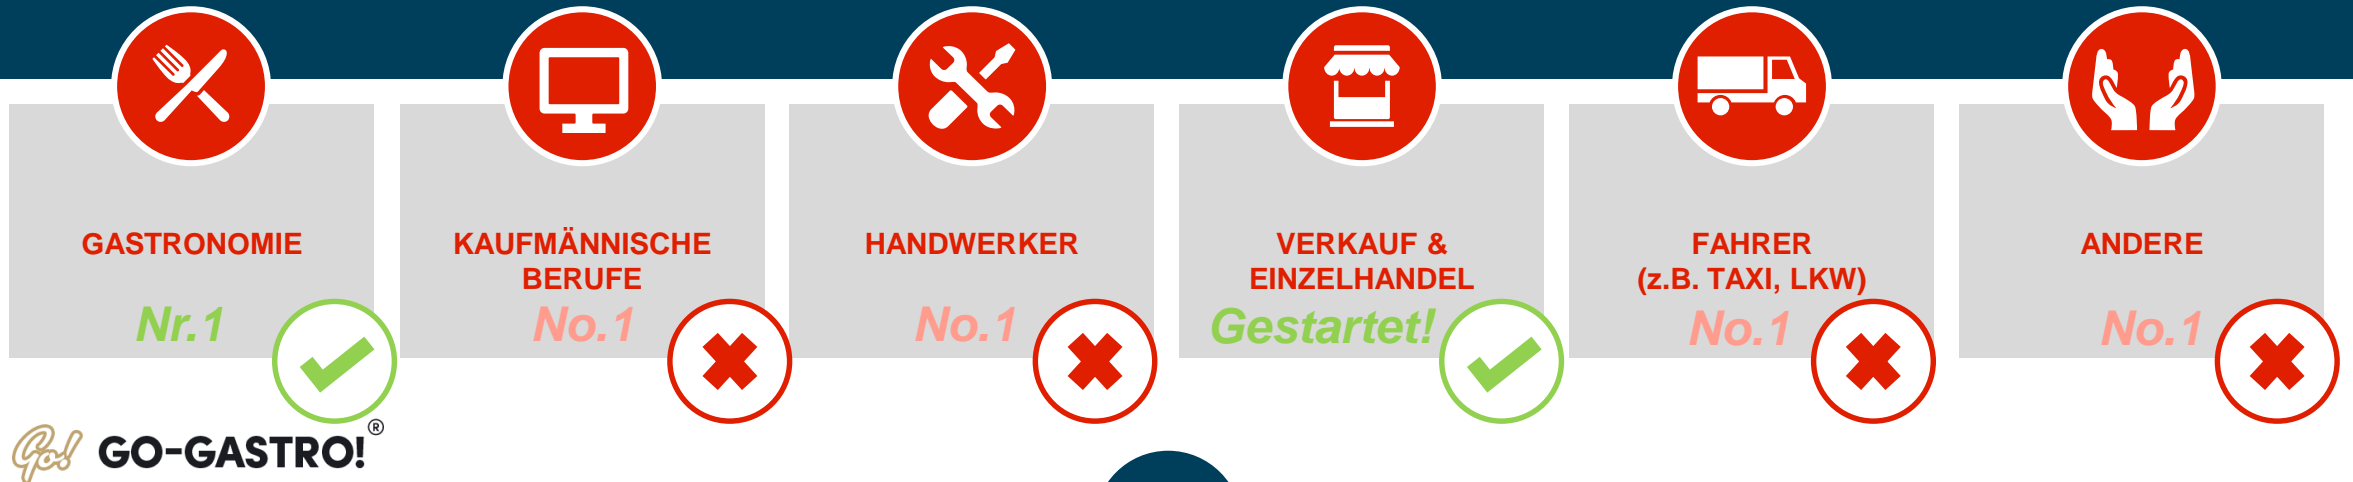 GASTRONOMIE
Nr.1
KAUFMÄNNISCHE
BERUFE
No.1
HANDWERKER
No.1
VERKAUF &
EINZELHANDEL
Gestartet!
FAHRER
(z.B. TAXI, LKW)
No.1
ANDERE
No.1
Go! GO-GASTRO!®